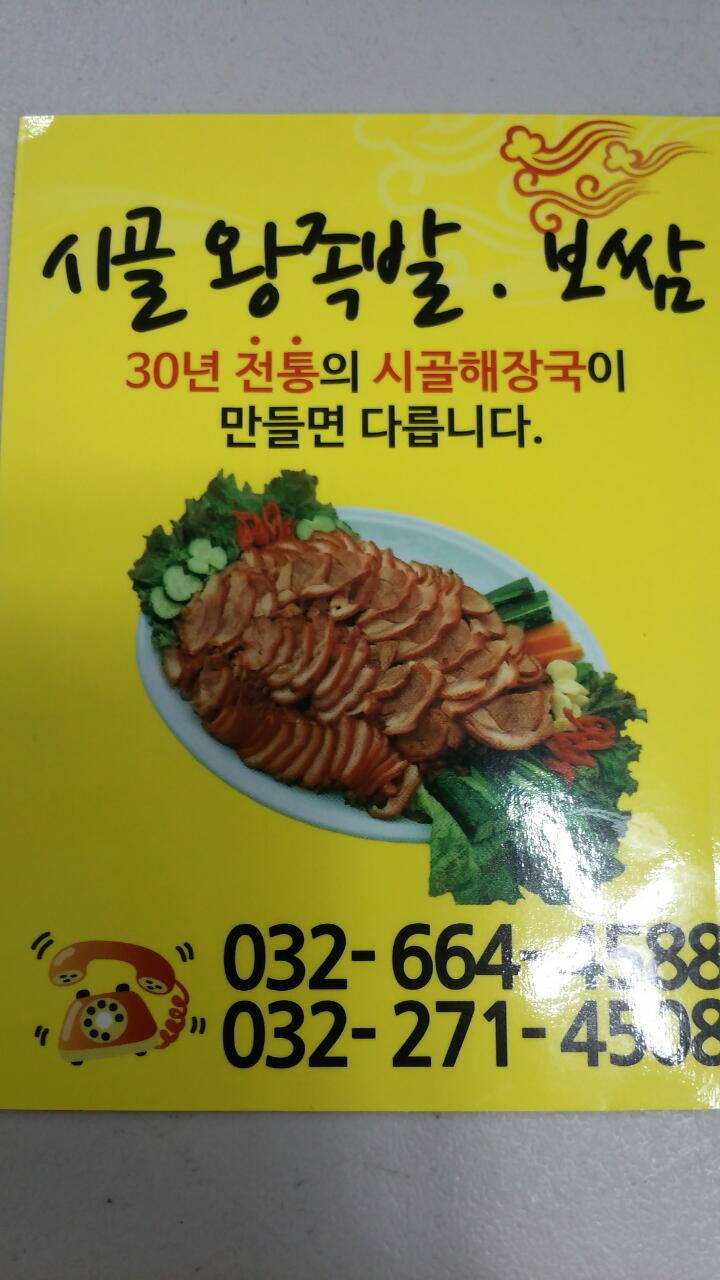 시골 왕족발 . 보쌈
30년 전통의 시골해장국이
만들면 다릅니다.
032-664-4588
032-271-4508